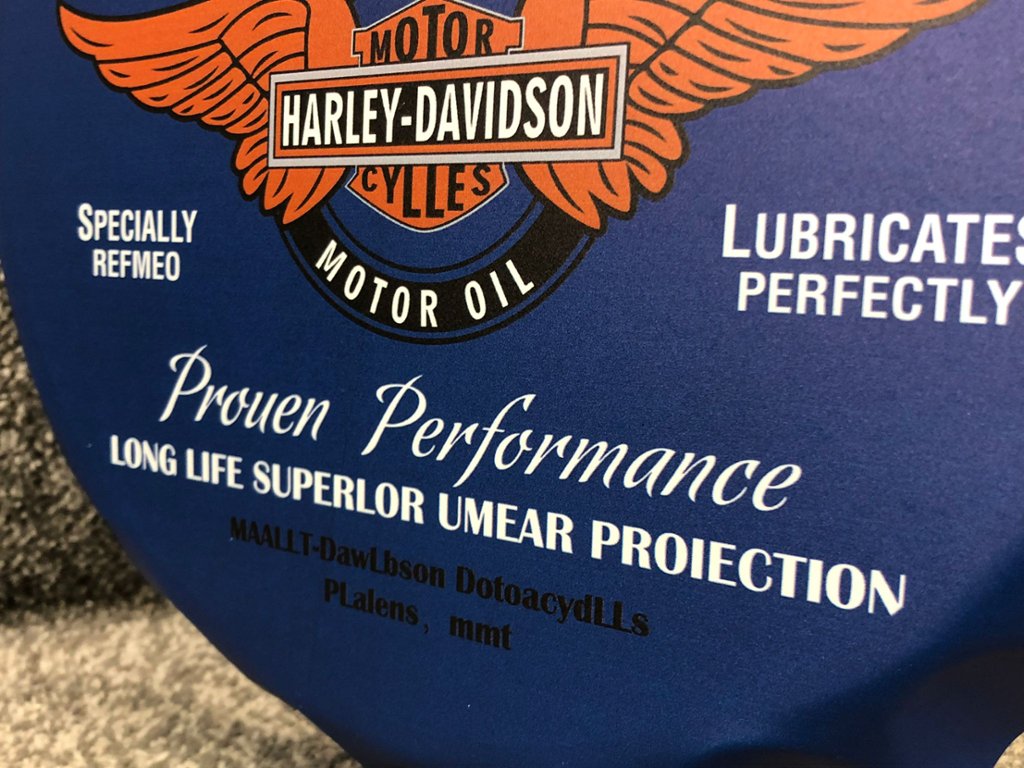 MOTOR
HARLEY-DAVIDSON
CYLLES
MOTOR OIL
SPECIALLY
REFMEO
LUBRICATES
PERFECTLY
Prouen Performance
LONG LIFE SUPERLOR UMEAR PROIECTION
MAALLT-DawLbson DotoacydLLs
PLalens, mmt